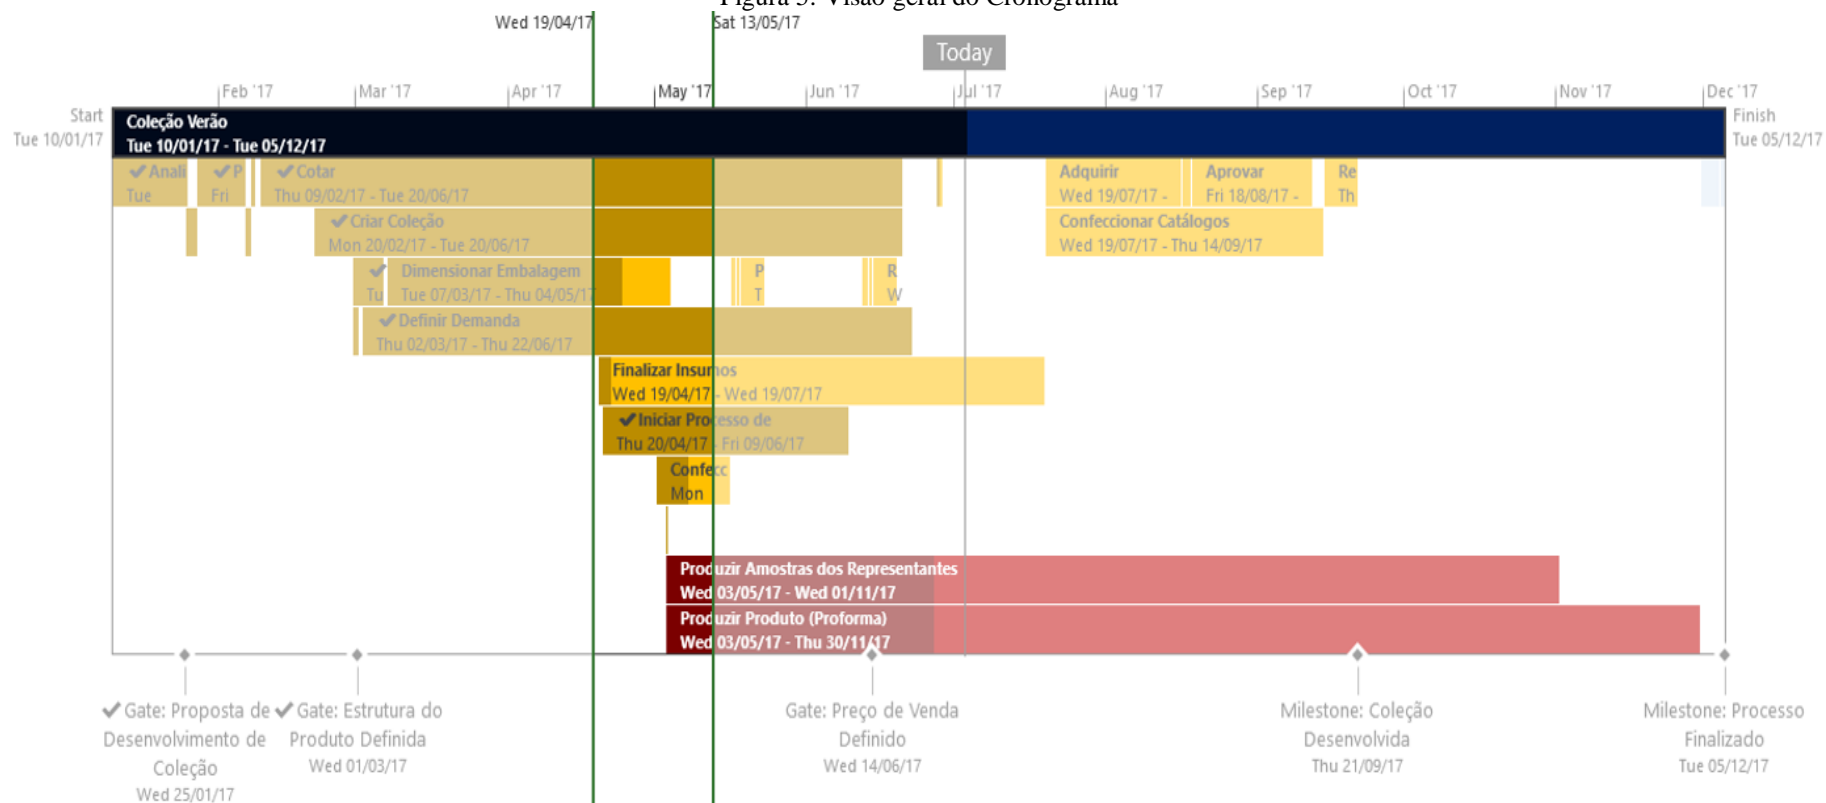 Figura 3: Visão geral do Cronograma
Wed 19/04/17
Sat 13/05/17
Today
Feb '17
Mar '17
Apr '17
May '17
Jun '17
Jul '17
Aug '17
Sep '17
Oct '17
Nov '17
Dec '17
Start
Tue 10/01/17
Coleção Verão
Tue 10/01/17 - Tue 05/12/17
Finish
Tue 05/12/17
Anali
Tue
P
Fri
Cotar
Thu 09/02/17 - Tue 20/06/17
Adquirir
Wed 19/07/17 -
Aprovar
Fri 18/08/17 -
Re
Th
Criar Coleção
Mon 20/02/17 - Tue 20/06/17
Confeccionar Catálogos
Wed 19/07/17 - Thu 14/09/17
Tu
Dimensionar Embalagem
Tue 07/03/17 - Thu 04/05/17
P
T
R
W
Definir Demanda
Thu 02/03/17 - Thu 22/06/17
Finalizar Insumos
Wed 19/04/17 - Wed 19/07/17
Iniciar Processo de
Thu 20/04/17 - Fri 09/06/17
Confecc
Mon
Produzir Amostras dos Representantes
Wed 03/05/17 - Wed 01/11/17
Produzir Produto (Proforma)
Wed 03/05/17 - Thu 30/11/17
Gate: Proposta de
Desenvolvimento de
Coleção
Wed 25/01/17
Gate: Estrutura do
Produto Definida
Wed 01/03/17
Gate: Preço de Venda
Definido
Wed 14/06/17
Milestone: Coleção
Desenvolvida
Thu 21/09/17
Milestone: Processo
Finalizado
Tue 05/12/17